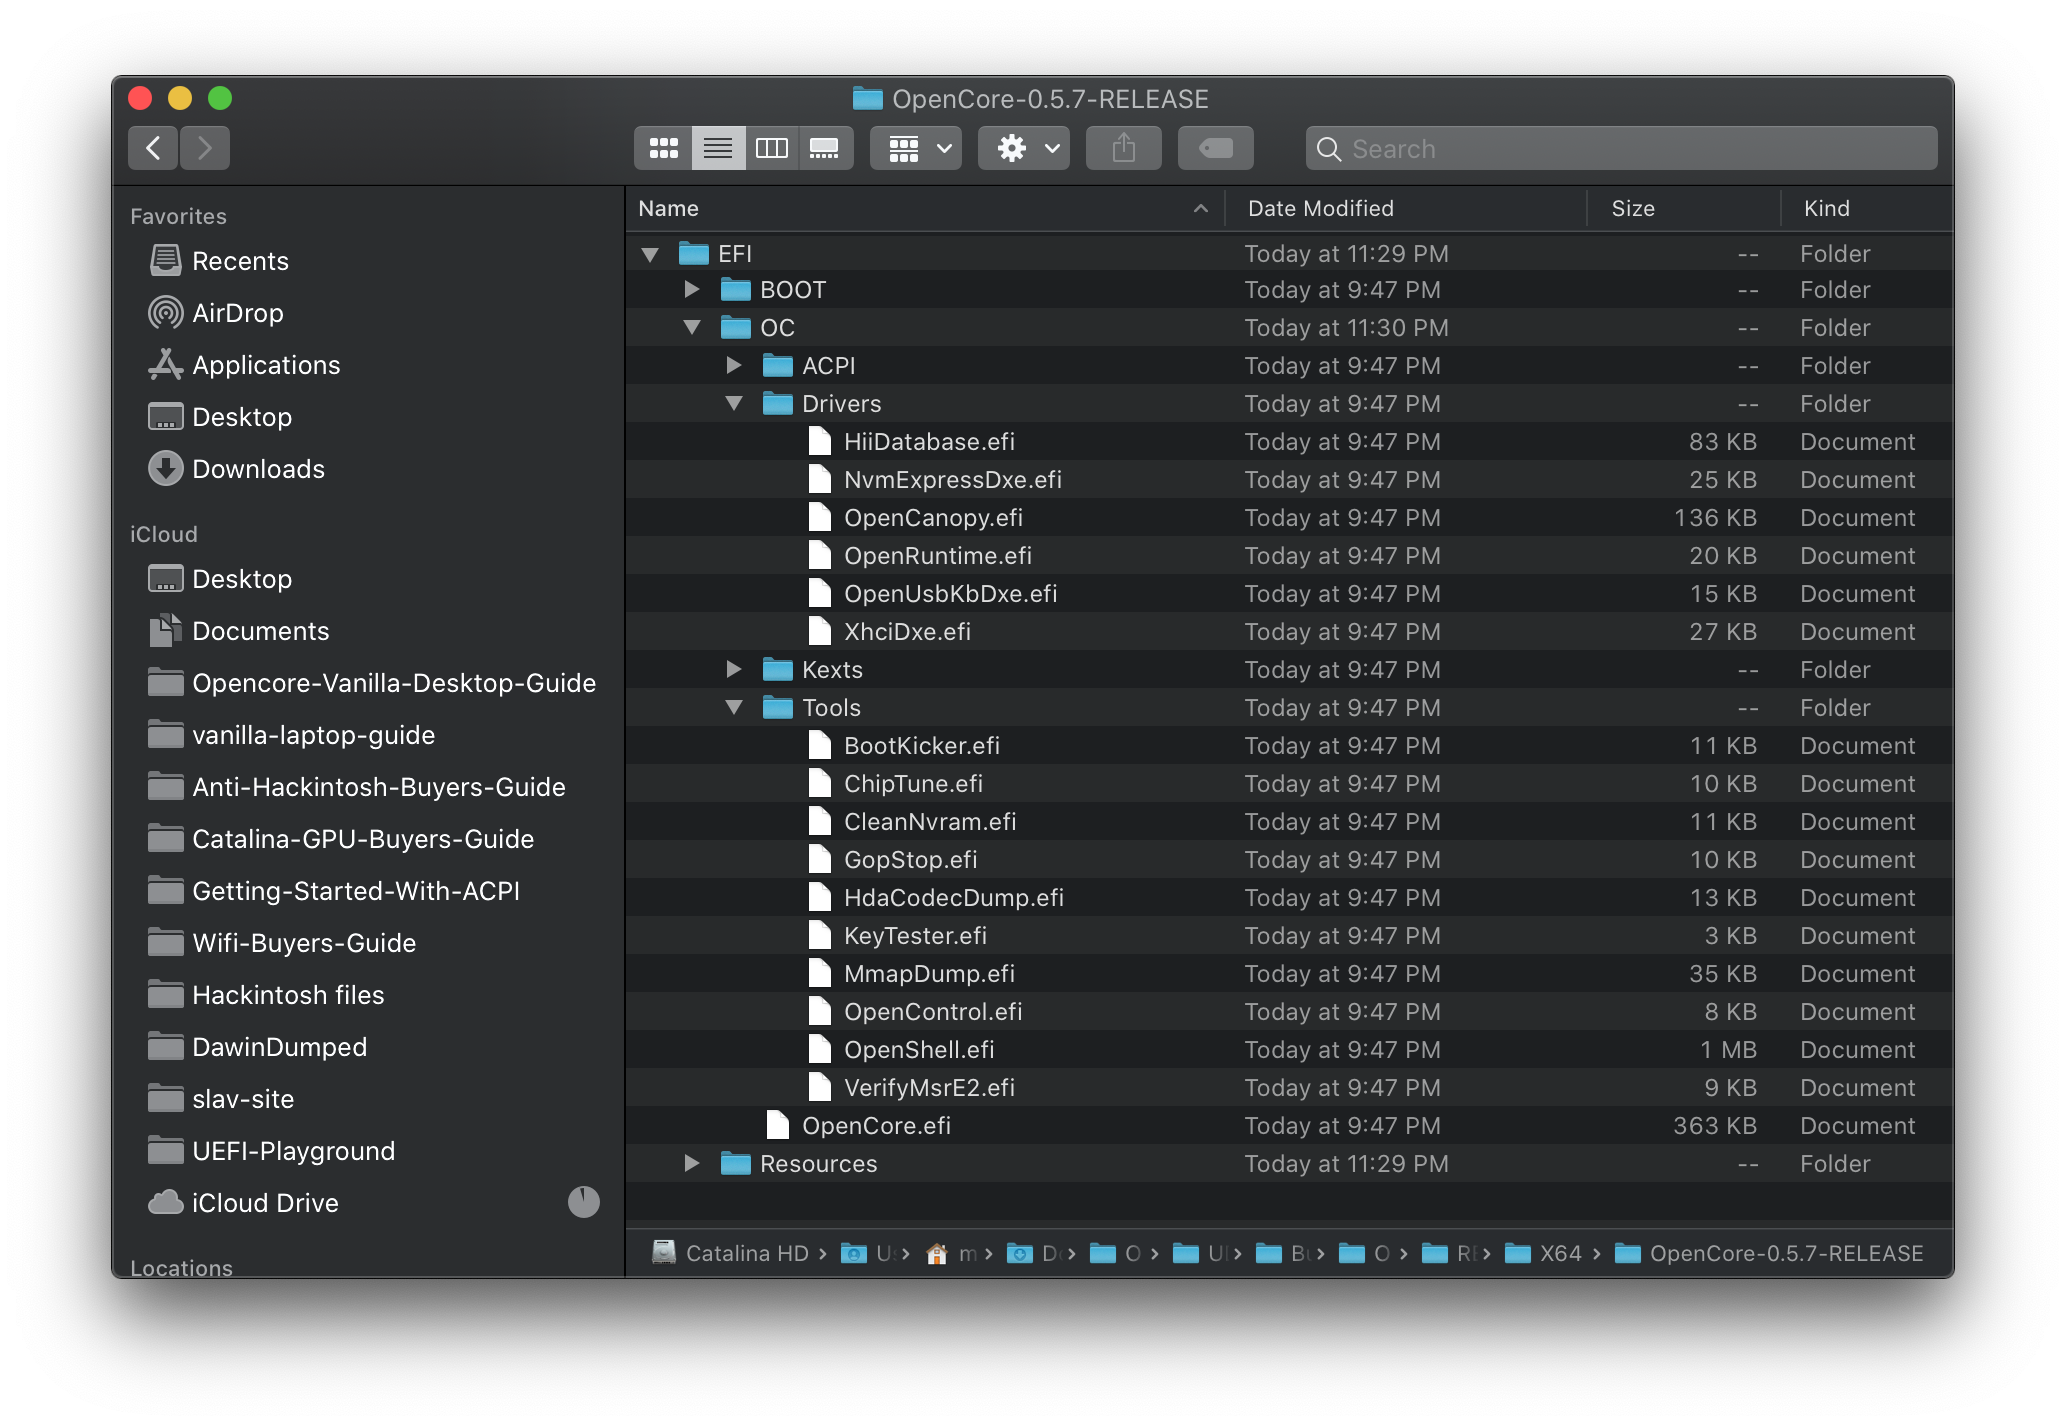 OpenCore-0.5.7-RELEASE
Search
Favorites
Recents
AirDrop
Applications
Desktop
Downloads
iCloud
Desktop
Documents
Opencore-Vanilla-Desktop-Guide
vanilla-laptop-guide
Anti-Hackintosh-Buyers-Guide
Catalina-GPU-Buyers-Guide
Getting-Started-With-ACPI
Wifi-Buyers-Guide
Hackintosh files
DawinDumped
slav-site
UEFI-Playground
iCloud Drive
Locations
Name Date Modified Size Kind
EFI Today at 11:29 PM -- Folder
BOOT Today at 9:47 PM -- Folder
OC Today at 11:30 PM -- Folder
ACPI Today at 9:47 PM -- Folder
Drivers Today at 9:47 PM -- Folder
HiiDatabase.efi Today at 9:47 PM 83 KB Document
NvmExpressDxe.efi Today at 9:47 PM 25 KB Document
OpenCanopy.efi Today at 9:47 PM 136 KB Document
OpenRuntime.efi Today at 9:47 PM 20 KB Document
OpenUsbKbDxe.efi Today at 9:47 PM 15 KB Document
XhciDxe.efi Today at 9:47 PM 27 KB Document
Kexts Today at 9:47 PM -- Folder
Tools Today at 9:47 PM -- Folder
BootKicker.efi Today at 9:47 PM 11 KB Document
ChipTune.efi Today at 9:47 PM 10 KB Document
CleanNvram.efi Today at 9:47 PM 11 KB Document
GopStop.efi Today at 9:47 PM 10 KB Document
HdaCodecDump.efi Today at 9:47 PM 13 KB Document
KeyTester.efi Today at 9:47 PM 3 KB Document
MmapDump.efi Today at 9:47 PM 35 KB Document
OpenControl.efi Today at 9:47 PM 8 KB Document
OpenShell.efi Today at 9:47 PM 1 MB Document
VerifyMsrE2.efi Today at 9:47 PM 9 KB Document
OpenCore.efi Today at 9:47 PM 363 KB Document
Resources Today at 11:29 PM -- Folder
Catalina HD › › m › › O › › › O › › X64 › OpenCore-0.5.7-RELEASE